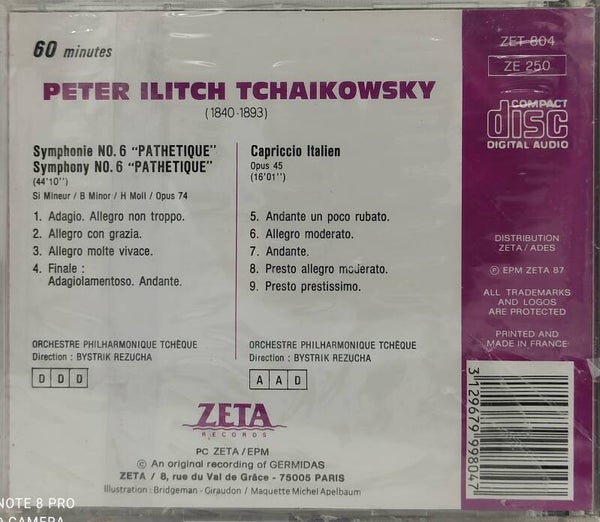 60 minutes
ZET 804
ZE 250
PETER ILITCH TCHAIKOWSKY
(1840-1893)
COMPACT
disc
DIGITAL AUDIO
Symphonie NO. 6 "PATHETIQUE"
Symphony NO. 6 "PATHETIQUE"
(44'10'')
Si Mineur / B Minor / H Moll / Opus 74
1. Adagio. Allegro non troppo.
2. Allegro con grazia.
3. Allegro molte vivace.
4. Finale :
Adagiolamentoso. Andante.
ORCHESTRE PHILHARMONIQUE TCHÈQUE
Direction : BYSTRIK REZUCHA
D D D
Capriccio Italien
Opus 45
(16'01'')
5. Andante un poco rubato.
6. Allegro moderato.
7. Andante.
8. Presto allegro moderato.
9. Presto prestissimo.
ORCHESTRE PHILHARMONIQUE TCHÈQUE
Direction : BYSTRIK REZUCHA
A A D
DISTRIBUTION
ZETA / ADES
Ⓟ EPM ZETA 87
ALL TRADEMARKS
AND LOGOS
ARE PROTECTED
PRINTED AND
MADE IN FRANCE
3129679998047
ZETA
RECORDS
PC ZETA / EPM
© An original recording of GERMIDAS
ZETA / 8, rue du Val de Grâce - 75005 PARIS
Illustration : Bridgeman - Giraudon / Maquette Michel Apelbaum
NOTE 8 PRO
CAMERA